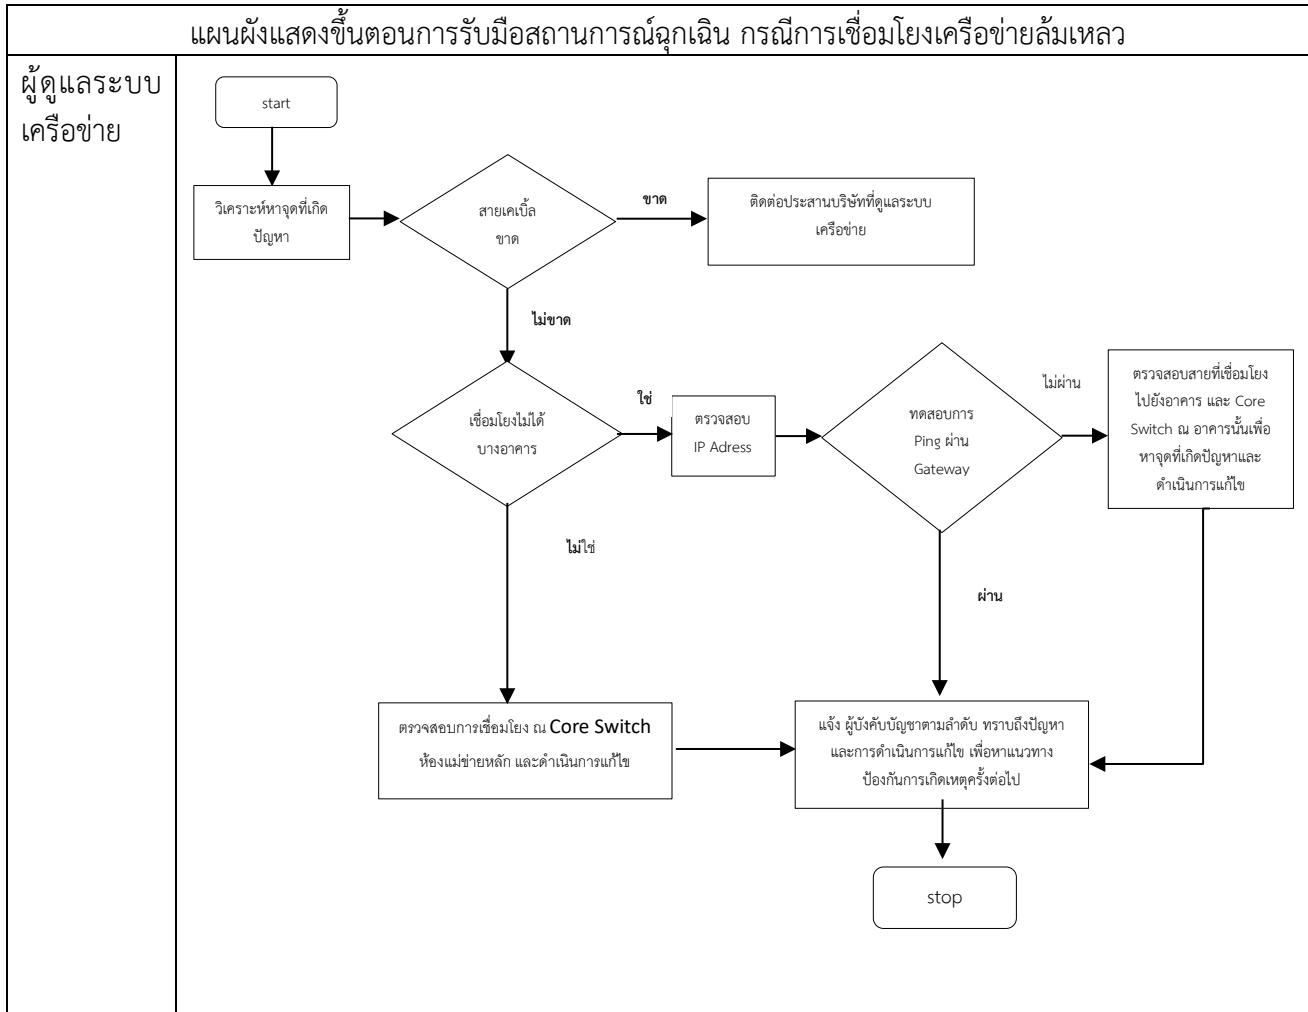 แผนผังแสดงขึ้นตอนการรับมือสถานการณ์ฉุกเฉิน กรณีการเชื่อมโยงเครือข่ายล้มเหลว
ผู้ดูแลระบบ
เครือข่าย
start
วิเคราะห์หาจุดที่เกิด
ปัญหา
สายเคเบิ้ล
ขาด
ขาด
ติดต่อประสานบริษัทที่ดูแลระบบ
เครือข่าย
ไม่ขาด
เชื่อมโยงไม่ได้
บางอาคาร
ใช่
ตรวจสอบ
IP Adress
ทดสอบการ
Ping ผ่าน
Gateway
ไม่ผ่าน
ตรวจสอบสายที่เชื่อมโยง
ไปยังอาคาร และ Core
Switch ณ อาคารนั้นเพื่อ
หาจุดที่เกิดปัญหาและ
ดำเนินการแก้ไข
ไม่ใช่
ผ่าน
ตรวจสอบการเชื่อมโยง ณ Core Switch
ห้องแม่ข่ายหลัก และดำเนินการแก้ไข
แจ้ง ผู้บังคับบัญชาตามลำดับ ทราบถึงปัญหา
และการดำเนินการแก้ไข เพื่อหาแนวทาง
ป้องกันการเกิดเหตุครั้งต่อไป
stop